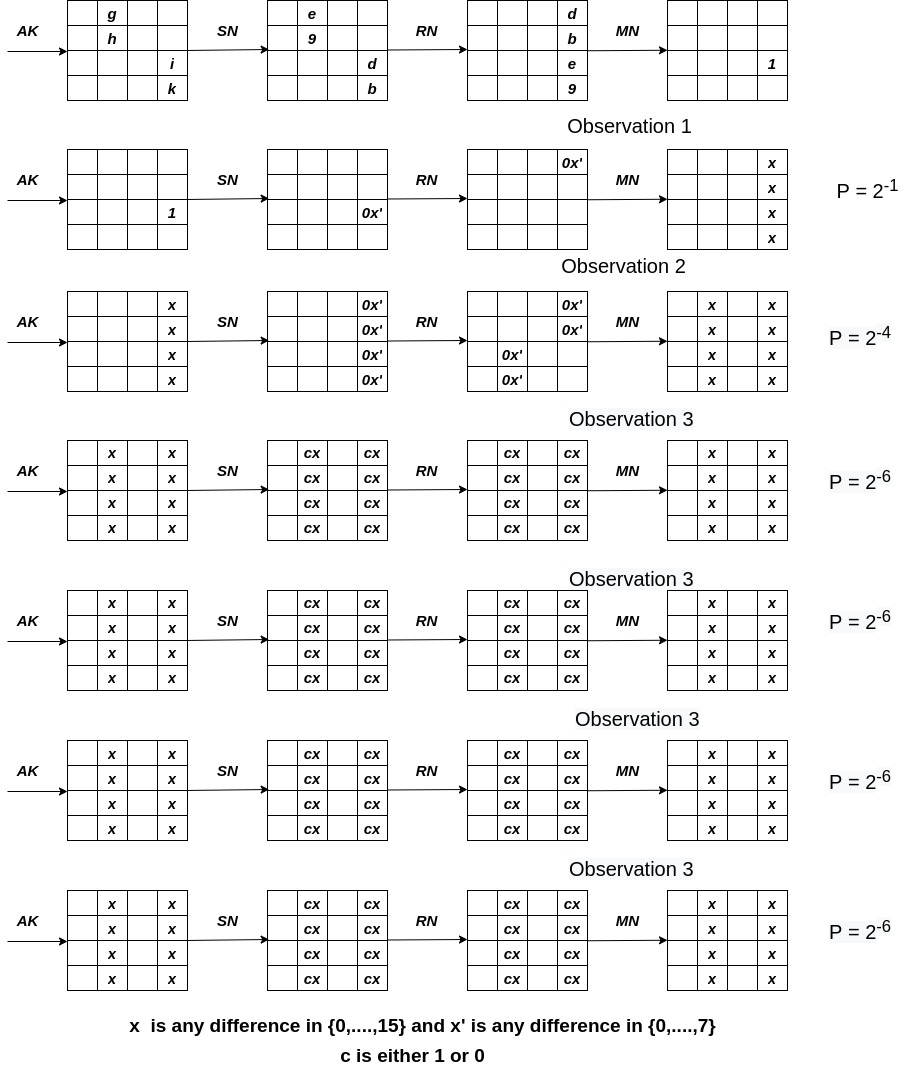 g e d
AK h SN 9 RN b MN
i d e 1
k b 9
Observation 1
0x' x
AK SN RN MN x P = 2^-1
1 0x' x
x
Observation 2
x 0x' 0x' x x
AK x SN 0x' RN 0x' MN x x P = 2^-4
x 0x' 0x' x x
x 0x' 0x' x x
Observation 3
x x cx cx cx cx x x
AK x x SN cx cx RN cx cx MN x x P = 2^-6
x x cx cx cx cx x x
x x cx cx cx cx x x
Observation 3
x x cx cx cx cx x x
AK x x SN cx cx RN cx cx MN x x P = 2^-6
x x cx cx cx cx x x
x x cx cx cx cx x x
Observation 3
x x cx cx cx cx x x
AK x x SN cx cx RN cx cx MN x x P = 2^-6
x x cx cx cx cx x x
x x cx cx cx cx x x
Observation 3
x x cx cx cx cx x x
AK x x SN cx cx RN cx cx MN x x P = 2^-6
x x cx cx cx cx x x
x x cx cx cx cx x x
x is any difference in {0,....,15} and x' is any difference in {0,....,7}
c is either 1 or 0